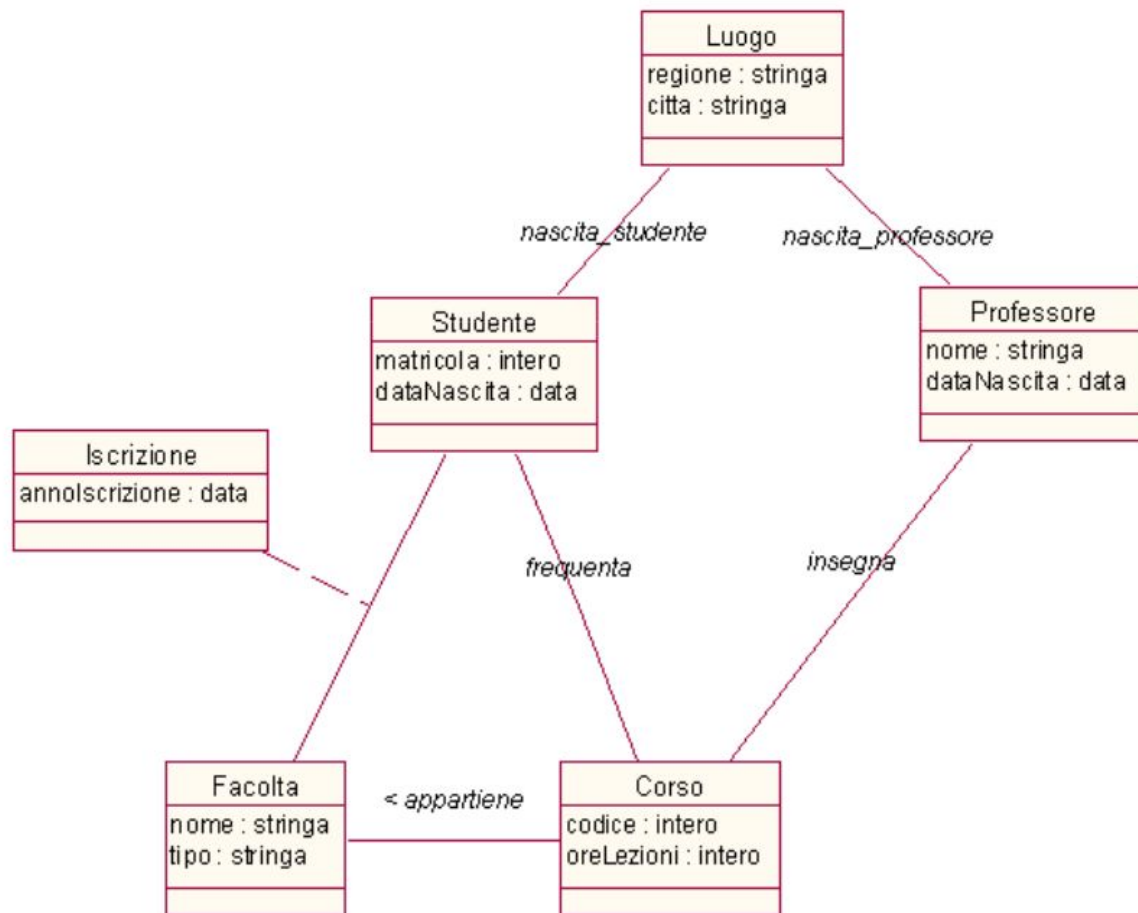 Luogo
regione : stringa
citta : stringa
nascita_studente
nascita_professore
Studente
matricola : intero
dataNascita : data
Professore
nome : stringa
dataNascita : data
Iscrizione
annoIscrizione : data
frequenta
insegna
Facolta
nome : stringa
tipo : stringa
< appartiene
Corso
codice : intero
oreLezioni : intero